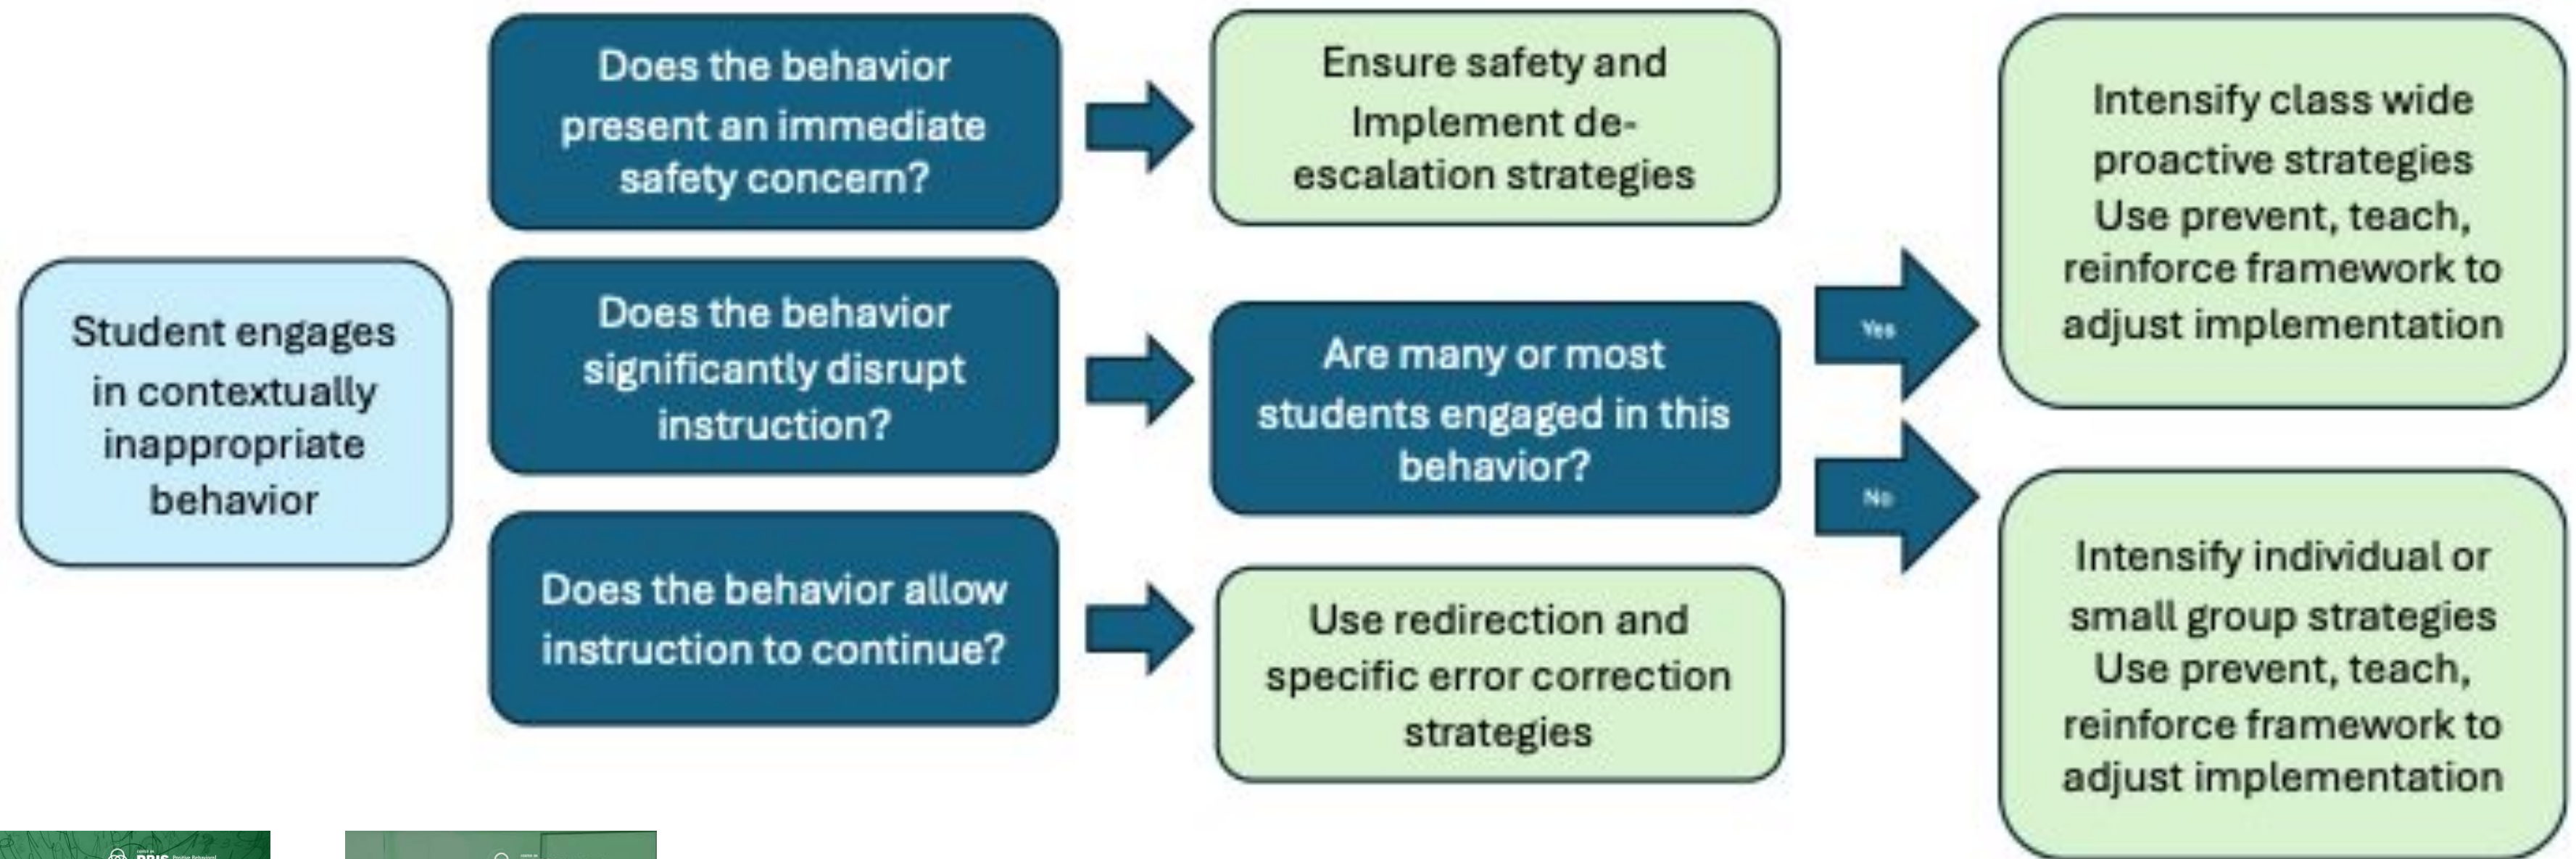 Student engages
in contextually
inappropriate
behavior
Does the behavior
present an immediate
safety concern?
Ensure safety and
Implement de-
escalation strategies
Does the behavior
significantly disrupt
instruction?
Are many or most
students engaged in this
behavior?
Yes
Intensify class wide
proactive strategies
Use prevent, teach,
reinforce framework to
adjust implementation
No
Intensify individual or
small group strategies
Use prevent, teach,
reinforce framework to
adjust implementation
Does the behavior allow
instruction to continue?
Use redirection and
specific error correction
strategies
PBIS